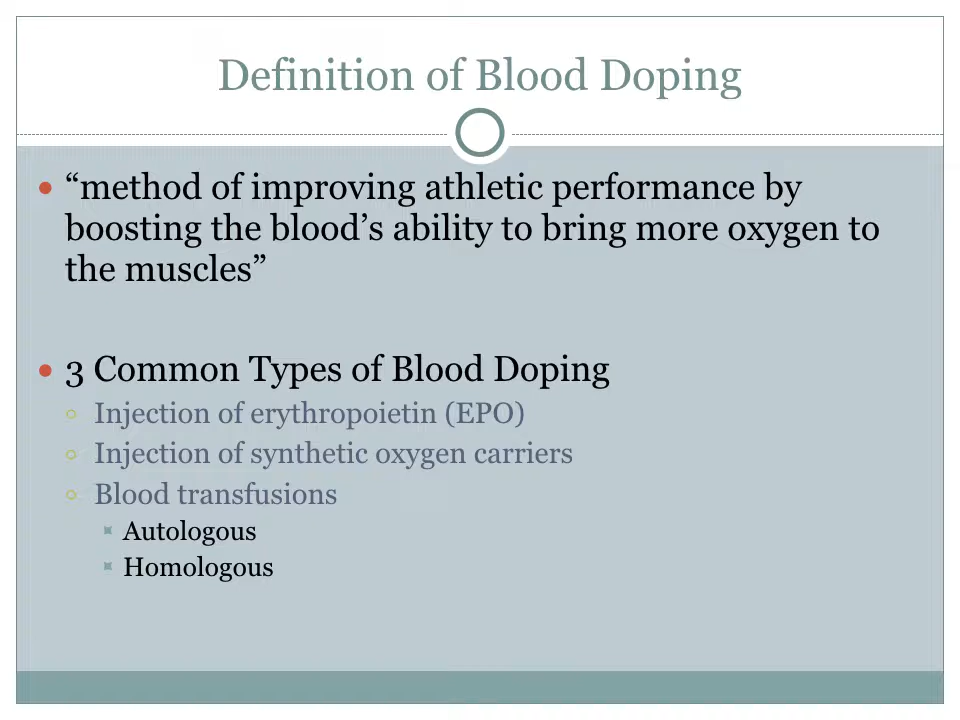 Definition of Blood Doping
“method of improving athletic performance by
boosting the blood’s ability to bring more oxygen to
the muscles”
3 Common Types of Blood Doping
Injection of erythropoietin (EPO)
Injection of synthetic oxygen carriers
Blood transfusions
Autologous
Homologous